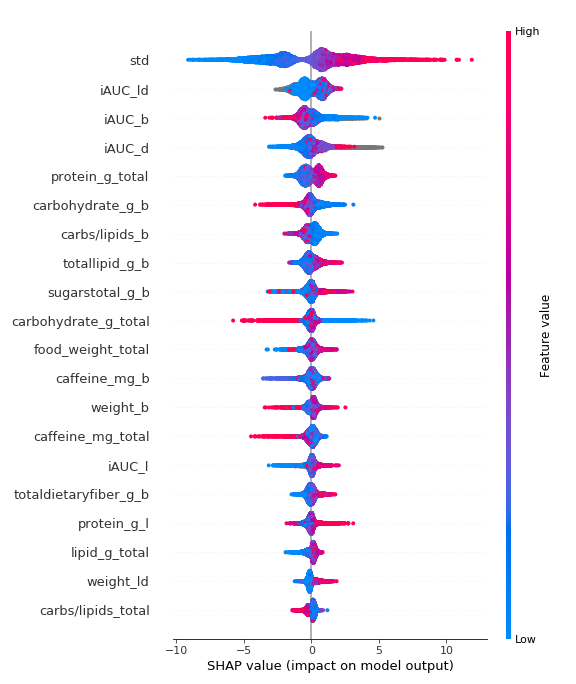 High
std
iAUC_ld
iAUC_b
iAUC_d
protein_g_total
carbohydrate_g_b
carbs/lipids_b
totallipid_g_b
sugarstotal_g_b
carbohydrate_g_total
food_weight_total
caffeine_mg_b
weight_b
caffeine_mg_total
iAUC_l
totaldietaryfiber_g_b
protein_g_l
lipid_g_total
weight_ld
carbs/lipids_total
Feature value
Low
−10 −5 0 5 10
SHAP value (impact on model output)